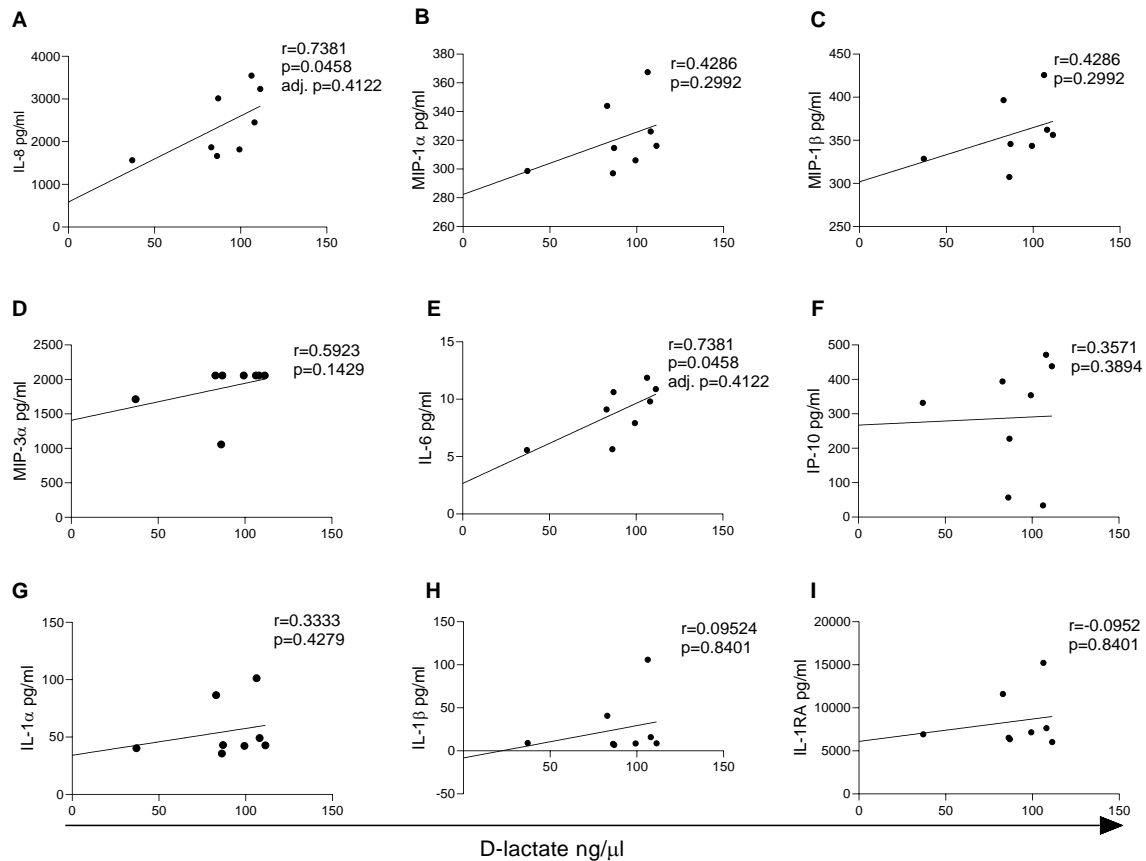 A
r=0.7381
p=0.0458
adj. p=0.4122
IL-8 pg/ml
4000
3000
2000
1000
0
0 50 100 150
B
r=0.4286
p=0.2992
MIP-1α pg/ml
380
360
340
320
300
280
260
0 50 100 150
C
r=0.4286
p=0.2992
MIP-1β pg/ml
450
400
350
300
250
0 50 100 150
D
r=0.5923
p=0.1429
MIP-3α pg/ml
2500
2000
1500
1000
500
0
0 50 100 150
E
r=0.7381
p=0.0458
adj. p=0.4122
IL-6 pg/ml
15
10
5
0
0 50 100 150
F
r=0.3571
p=0.3894
IP-10 pg/ml
500
400
300
200
100
0
0 50 100 150
G
r=0.3333
p=0.4279
IL-1α pg/ml
150
100
50
0
0 50 100 150
H
r=0.09524
p=0.8401
IL-1β pg/ml
150
100
50
0
-50
50 100 150
I
r=-0.0952
p=0.8401
IL-1RA pg/ml
20000
15000
10000
5000
0
0 50 100 150
D-lactate ng/μl